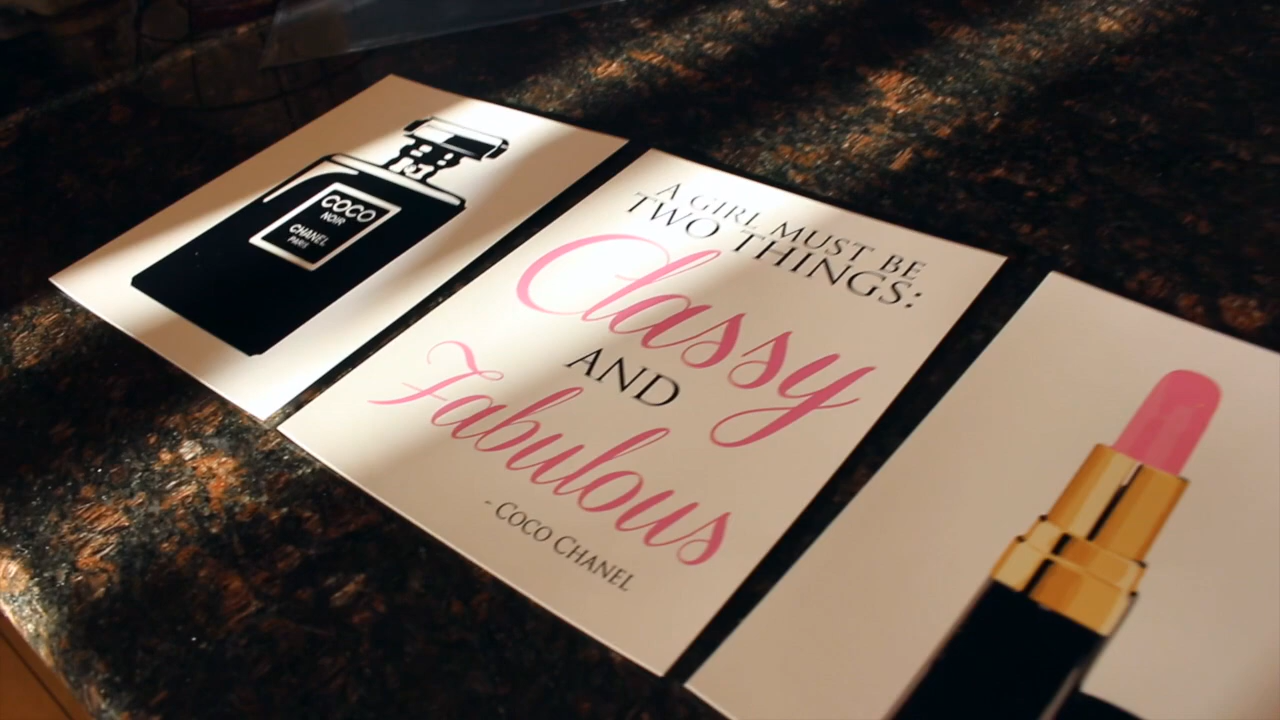 COCO
NOIR
CHANEL
PARIS
A GIRL MUST BE
TWO THINGS:
Classy
AND
Fabulous
- COCO CHANEL